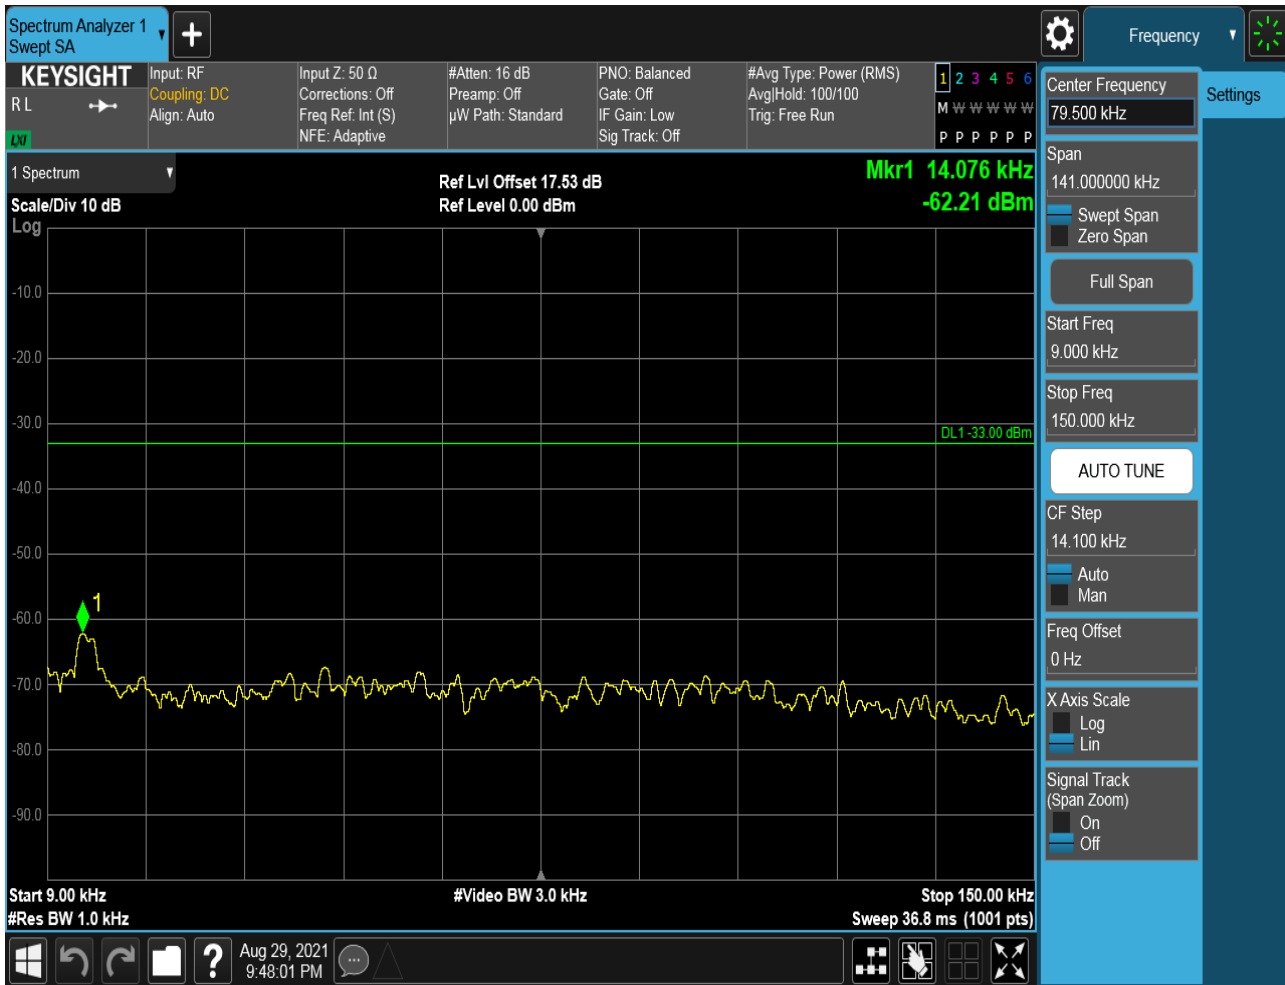 Spectrum Analyzer 1
Swept SA
Frequency
KEYSIGHT
R L
LXI
Input: RF
Coupling: DC
Align: Auto
Input Z: 50 Ω
Corrections: Off
Freq Ref: Int (S)
NFE: Adaptive
#Atten: 16 dB
Preamp: Off
µW Path: Standard
PNO: Balanced
Gate: Off
IF Gain: Low
Sig Track: Off
#Avg Type: Power (RMS)
Avg|Hold: 100/100
Trig: Free Run
1 2 3 4 5 6
M W W W W W
P P P P P P
1 Spectrum
Scale/Div 10 dB
Log
Ref Lvl Offset 17.53 dB
Ref Level 0.00 dBm
Mkr1 14.076 kHz
-62.21 dBm
-10.0
-20.0
-30.0
DL1 -33.00 dBm
-40.0
-50.0
1
-60.0
-70.0
-80.0
-90.0
Start 9.00 kHz
#Video BW 3.0 kHz
Stop 150.00 kHz
#Res BW 1.0 kHz
Sweep 36.8 ms (1001 pts)
?
Aug 29, 2021
9:48:01 PM
Center Frequency
79.500 kHz
Settings
Span
141.000000 kHz
Swept Span
Zero Span
Full Span
Start Freq
9.000 kHz
Stop Freq
150.000 kHz
AUTO TUNE
CF Step
14.100 kHz
Auto
Man
Freq Offset
0 Hz
X Axis Scale
Log
Lin
Signal Track
(Span Zoom)
On
Off